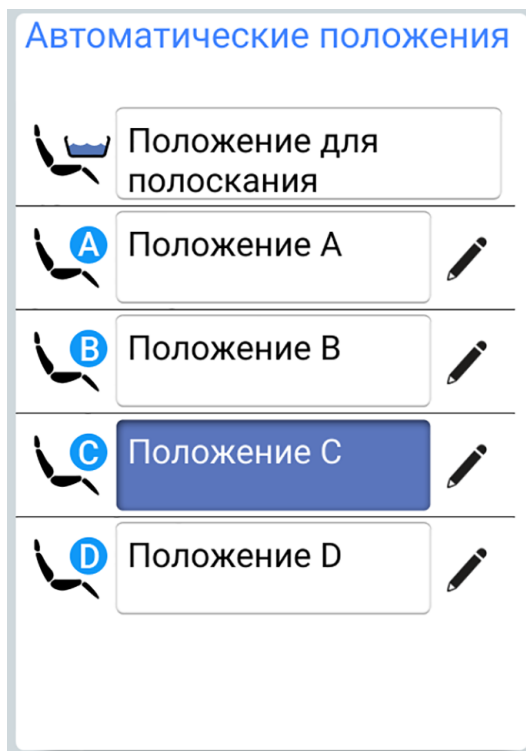 Автоматические положения
Положение для
полоскания
A
Положение A
B
Положение B
C
Положение C
D
Положение D